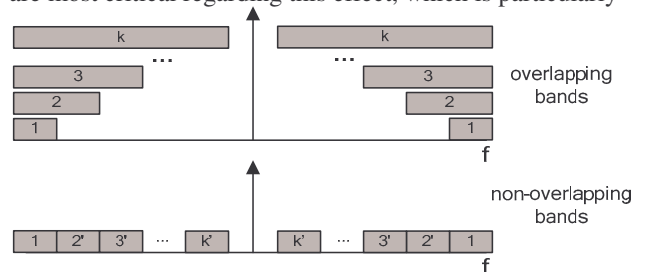 are most critical regarding this effect, which is particularly
k k
... ...
3 3
overlapping
2 2
bands
1 1
f
non-overlapping
bands
1 2' 3' ... k' k' ... 3' 2' 1
f